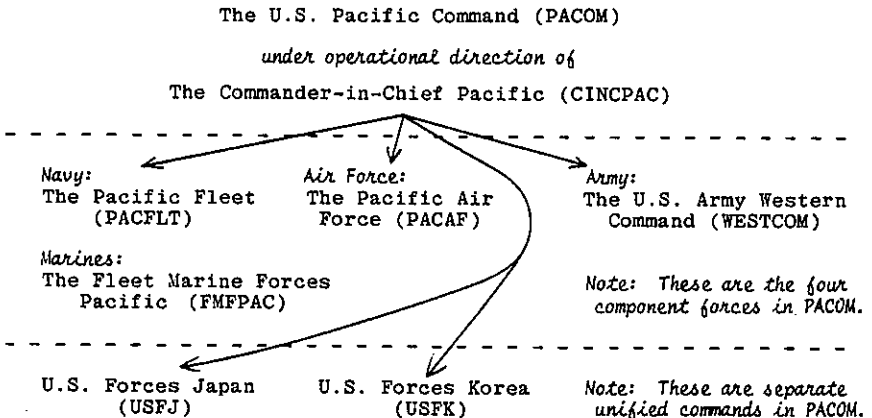 The U.S. Pacific Command (PACOM)
under operational direction of
The Commander-in-Chief Pacific (CINCPAC)
Navy:
The Pacific Fleet
(PACFLT)
Air Force:
The Pacific Air
Force (PACAF)
Army:
The U.S. Army Western
Command (WESTCOM)
Marines:
The Fleet Marine Forces
Pacific (FMFPAC)
Note: These are the four
component forces in PACOM.
U.S. Forces Japan
(USFJ)
U.S. Forces Korea
(USFK)
Note: These are separate
unified commands in PACOM.